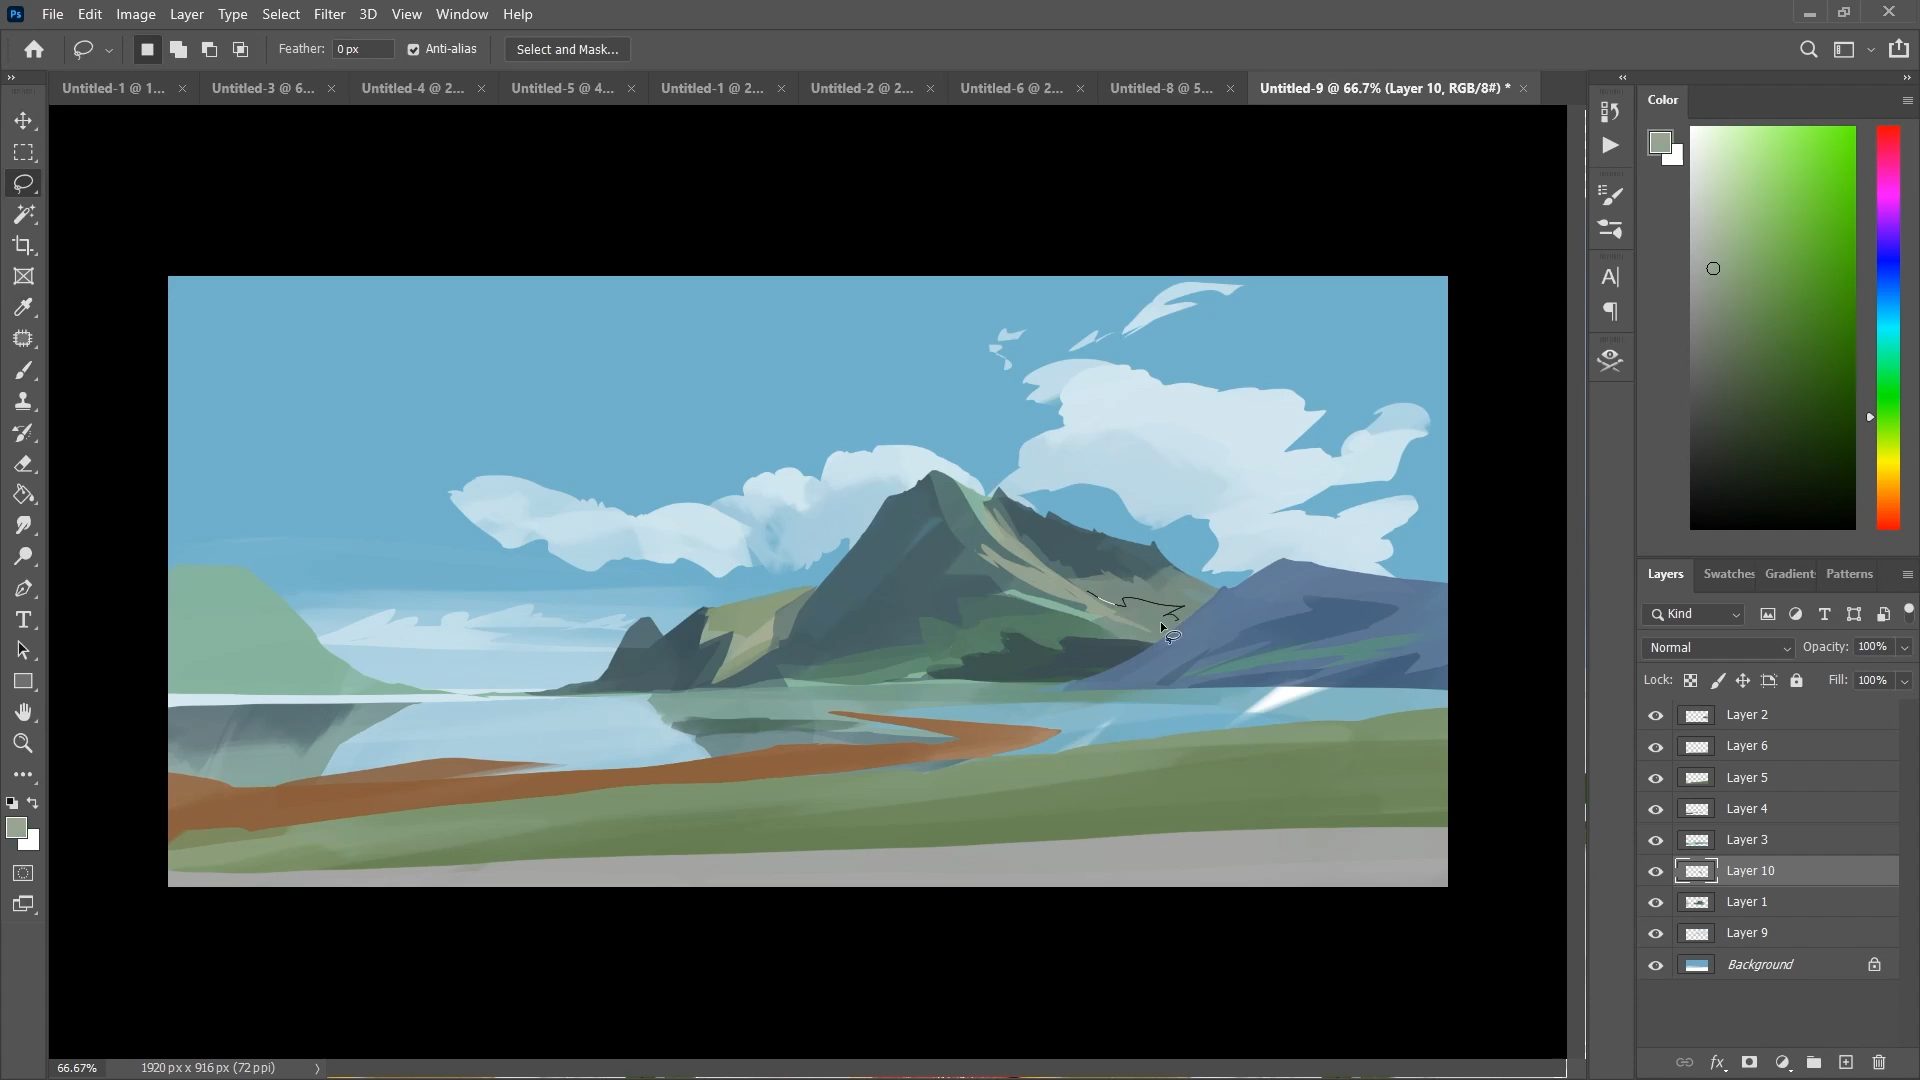 Ps File Edit Image Layer Type Select Filter 3D View Window Help
Feather: 0 px Anti-alias Select and Mask...
Untitled-1 @ 1... Untitled-3 @ 6... Untitled-4 @ 2... Untitled-5 @ 4... Untitled-1 @ 2... Untitled-2 @ 2... Untitled-6 @ 2... Untitled-8 @ 5... Untitled-9 @ 66.7% (Layer 10, RGB/8#) *
Color
Layers Swatches Gradient Patterns
Kind
Normal Opacity: 100%
Lock: Fill: 100%
Layer 2
Layer 6
Layer 5
Layer 4
Layer 3
Layer 10
Layer 1
Layer 9
Background
fx
66.67% 1920 px x 916 px (72 ppi)